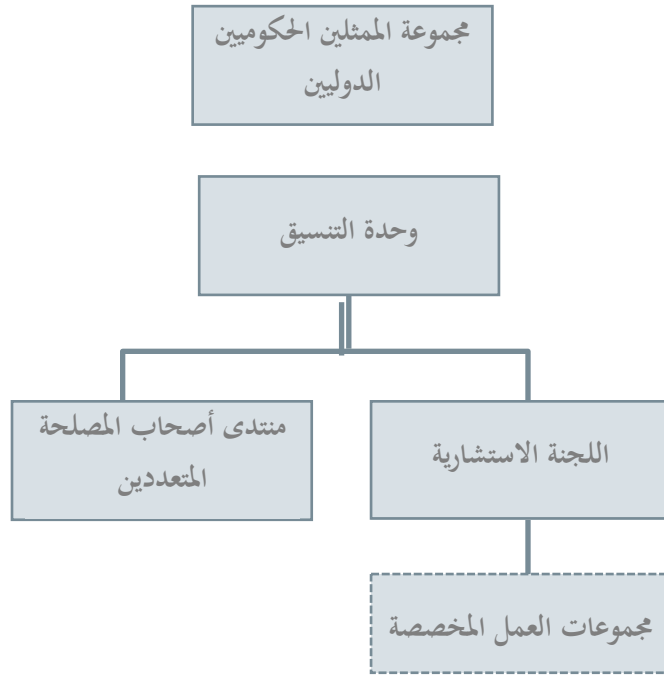 مجموعة الممثلين الحكوميين
الدوليين
وحدة التنسيق
منتدى أصحاب المصلحة
المتعددين
اللجنة الاستشارية
مجموعات العمل المخصصة